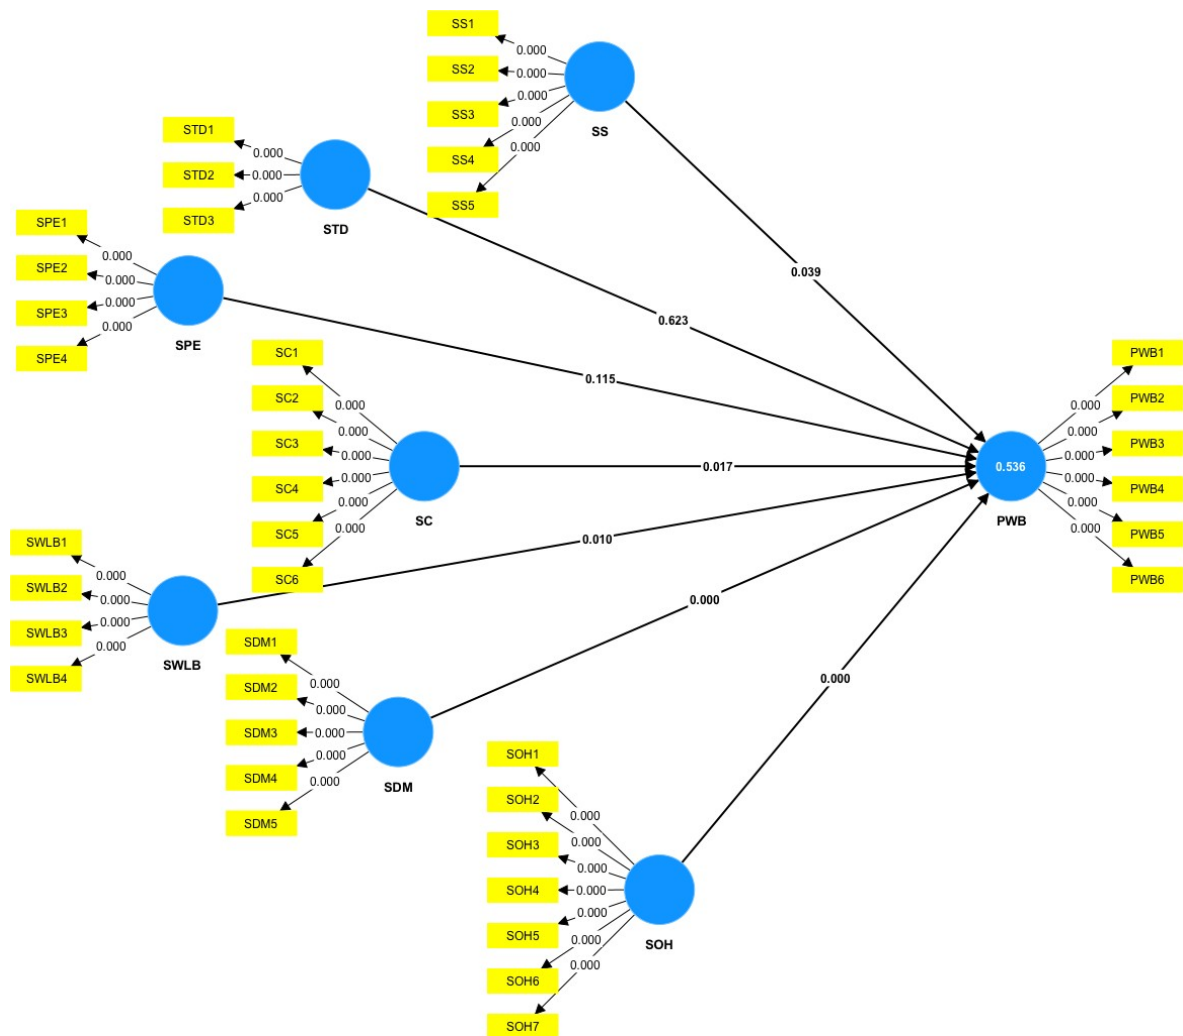 SS1
0.000
SS2
0.000
SS3
0.000
SS4
0.000
SS5
0.000
SS
STD1
0.000
STD2
0.000
STD3
0.000
STD
SPE1
0.000
SPE2
0.000
SPE3
0.000
SPE4
0.000
SPE
SC1
0.000
SC2
0.000
SC3
0.000
SC4
0.000
SC5
0.000
SC6
0.000
SC
SWLB1
0.000
SWLB2
0.000
SWLB3
0.000
SWLB4
0.000
SWLB
SDM1
0.000
SDM2
0.000
SDM3
0.000
SDM4
0.000
SDM5
0.000
SDM
SOH1
0.000
SOH2
0.000
SOH3
0.000
SOH4
0.000
SOH5
0.000
SOH6
0.000
SOH7
0.000
SOH
0.039
0.623
0.115
0.017
0.010
0.000
0.000
0.536
PWB
PWB1
0.000
PWB2
0.000
PWB3
0.000
PWB4
0.000
PWB5
0.000
PWB6
0.000